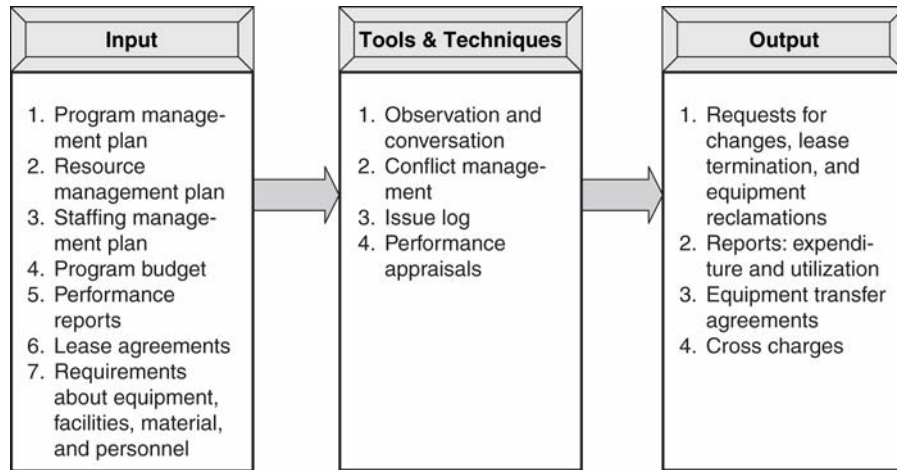 Input
1. Program manage-
ment plan
2. Resource
management plan
3. Staffing manage-
ment plan
4. Program budget
5. Performance
reports
6. Lease agreements
7. Requirements
about equipment,
facilities, material,
and personnel
Tools & Techniques
1. Observation and
conversation
2. Conflict manage-
ment
3. Issue log
4. Performance
appraisals
Output
1. Requests for
changes, lease
termination, and
equipment
reclamations
2. Reports: expendi-
ture and utilization
3. Equipment transfer
agreements
4. Cross charges